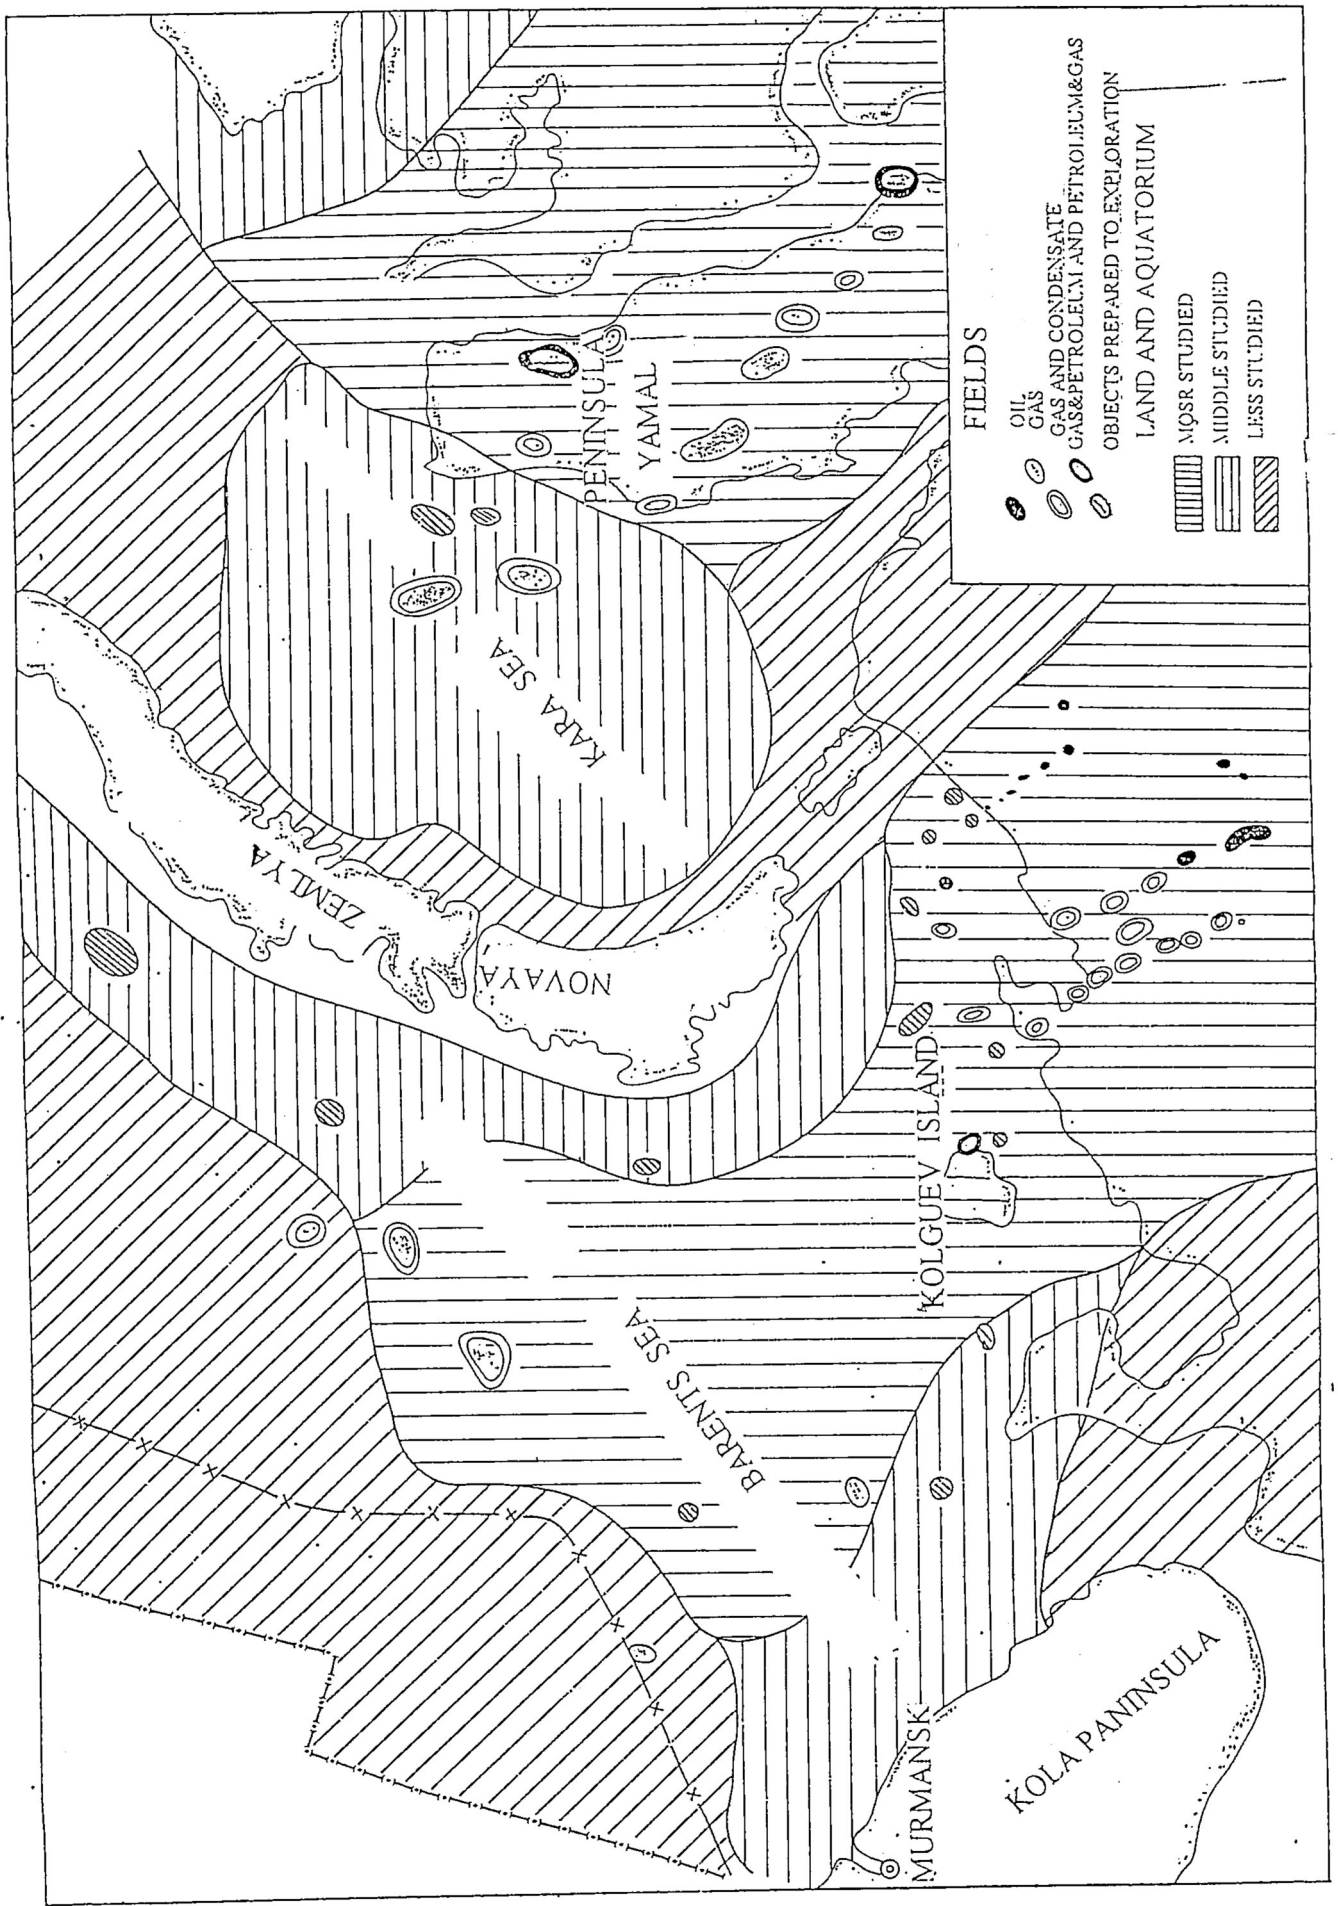 ZEMLYA
NOVAYA
KARA SEA
PENINSULA
YAMAL
BARENTS SEA
KOLGUEV ISLAND
MURMANSK
KOLA PANINSULA
FIELDS
OIL
GAS
GAS AND CONDENSATE
GAS&PETROLEUM AND PETROLEUM&GAS
OBJECTS PREPARED TO EXPLORATION
LAND AND AQUATORIUM
MOSR STUDIED
MIDDLE STUDIED
LESS STUDIED